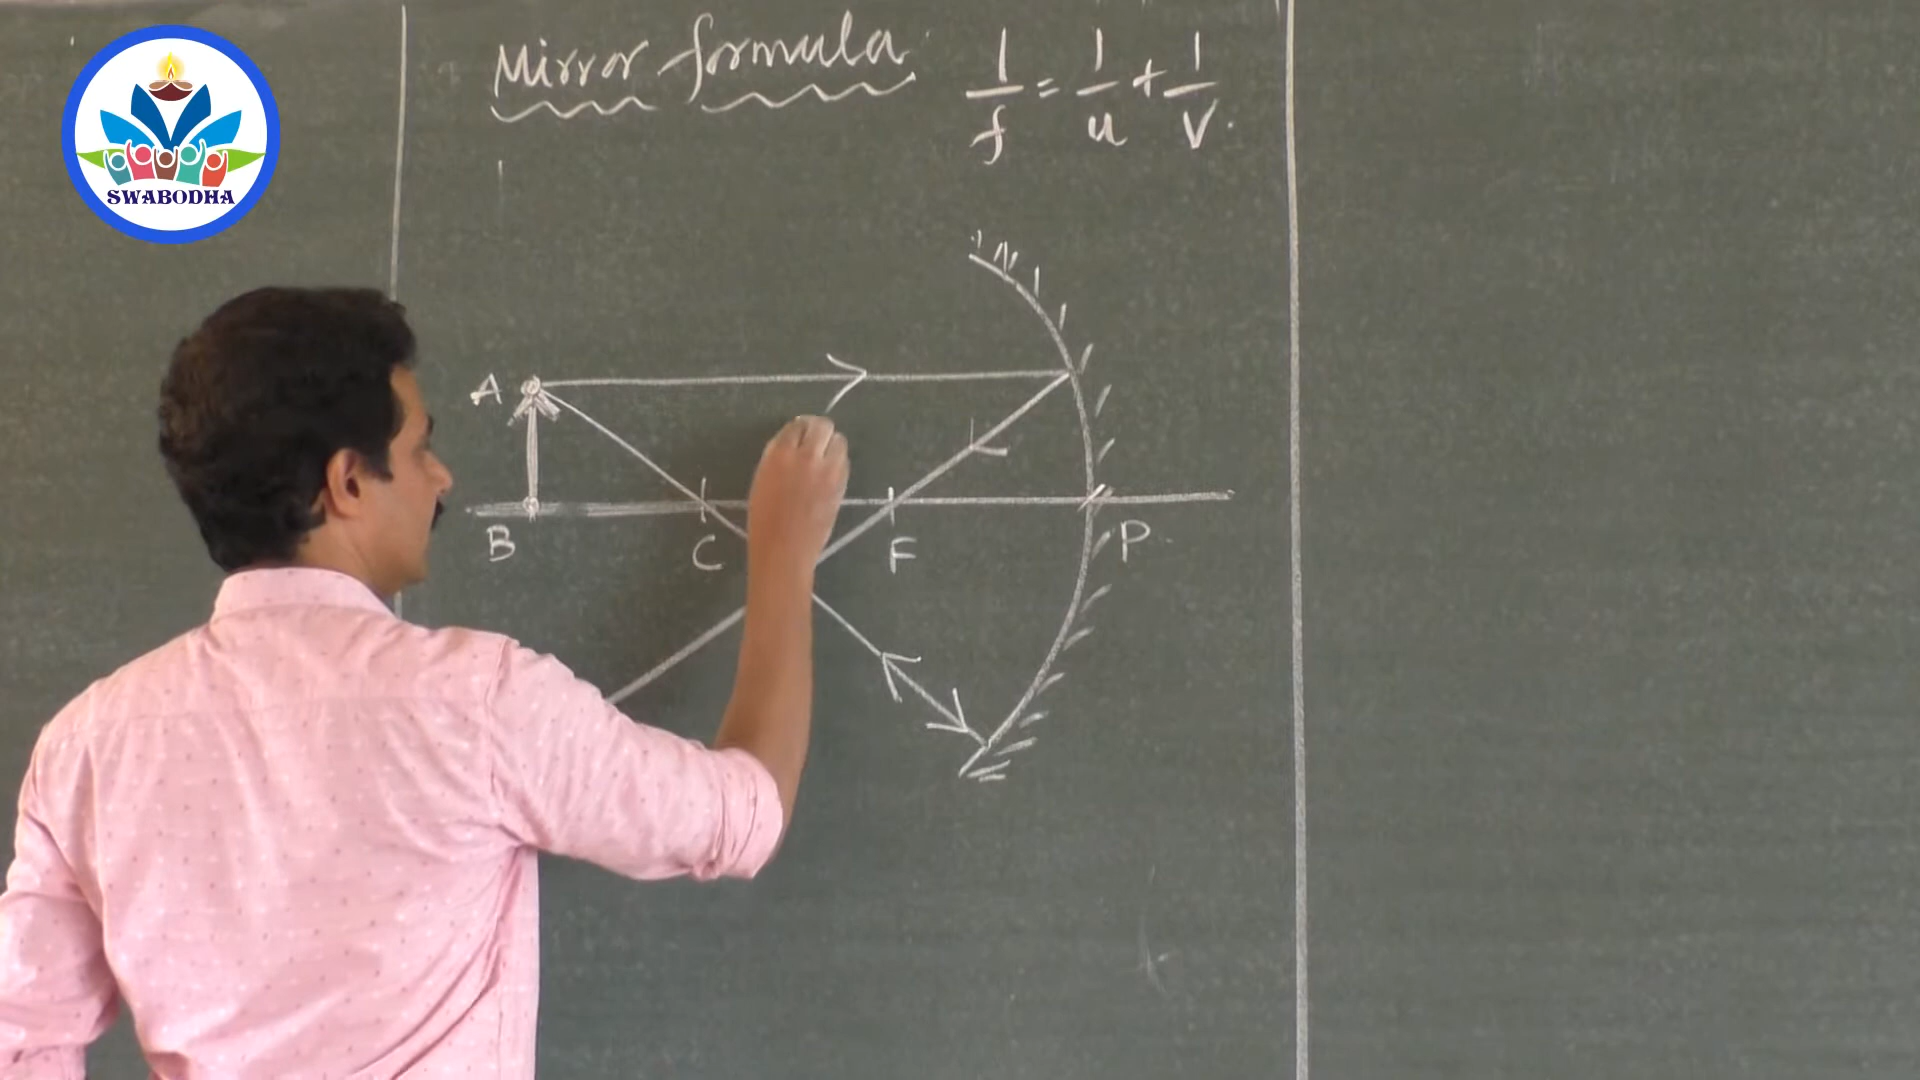 SWABODHA
Mirror formula 1/f = 1/u + 1/v
A
B C F P